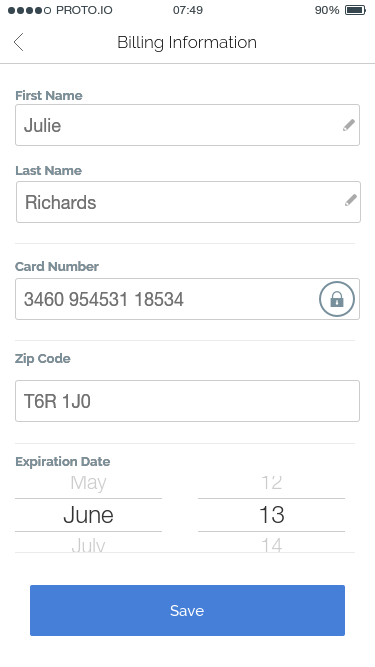 PROTO.IO 07:49 90%
Billing Information
First Name
Julie
Last Name
Richards
Card Number
3460 954531 18534
Zip Code
T6R 1J0
Expiration Date
May 12
June 13
July 14
Save